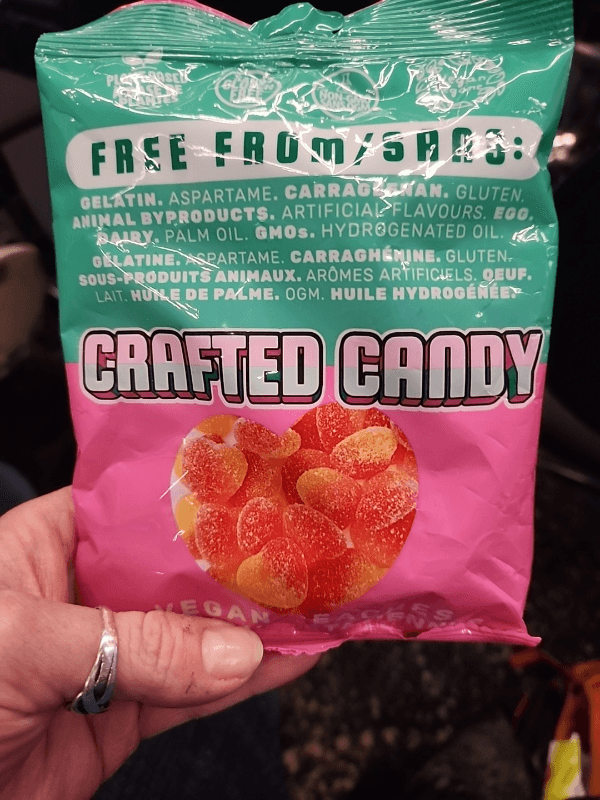 PLANT-BASED
FREE FROM/SANS:
GELATIN. ASPARTAME. CARRAGEENAN. GLUTEN.
ANIMAL BYPRODUCTS. ARTIFICIAL FLAVOURS. EGG.
DAIRY. PALM OIL. GMOs. HYDROGENATED OIL.
GÉLATINE. ASPARTAME. CARRAGHÉNINE. GLUTEN.
SOUS-PRODUITS ANIMAUX. ARÔMES ARTIFICIELS. OEUF.
LAIT. HUILE DE PALME. OGM. HUILE HYDROGÉNÉE.
CRAFTED CANDY
VEGAN